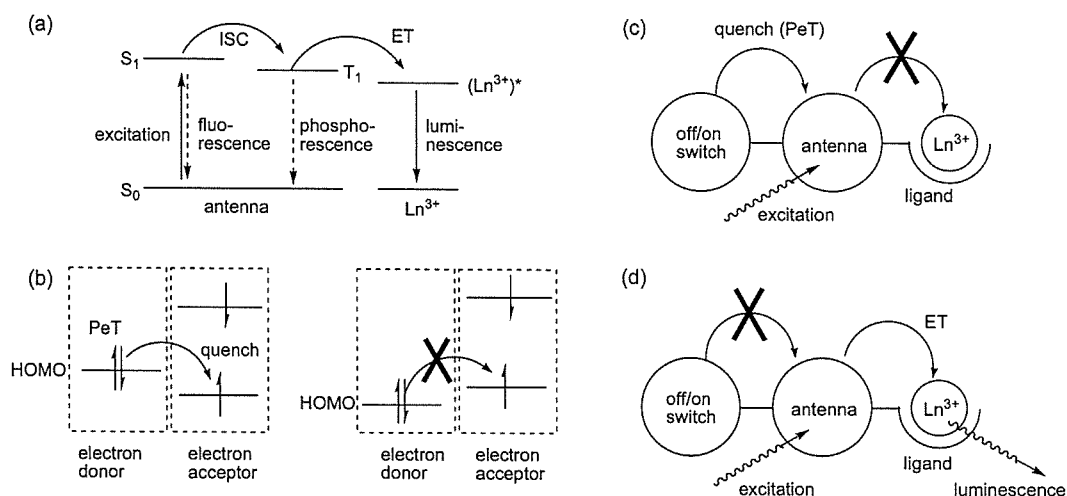 (a)
S1
ISC
ET
T1
(Ln3+)*
excitation
fluo-
rescence
phospho-
rescence
lumi-
nescence
S0
antenna
Ln3+
(b)
PeT
quench
HOMO
electron
donor
electron
acceptor
HOMO
electron
donor
electron
acceptor
(c)
quench (PeT)
off/on
switch
antenna
Ln3+
ligand
excitation
(d)
ET
off/on
switch
antenna
Ln3+
ligand
excitation
luminescence